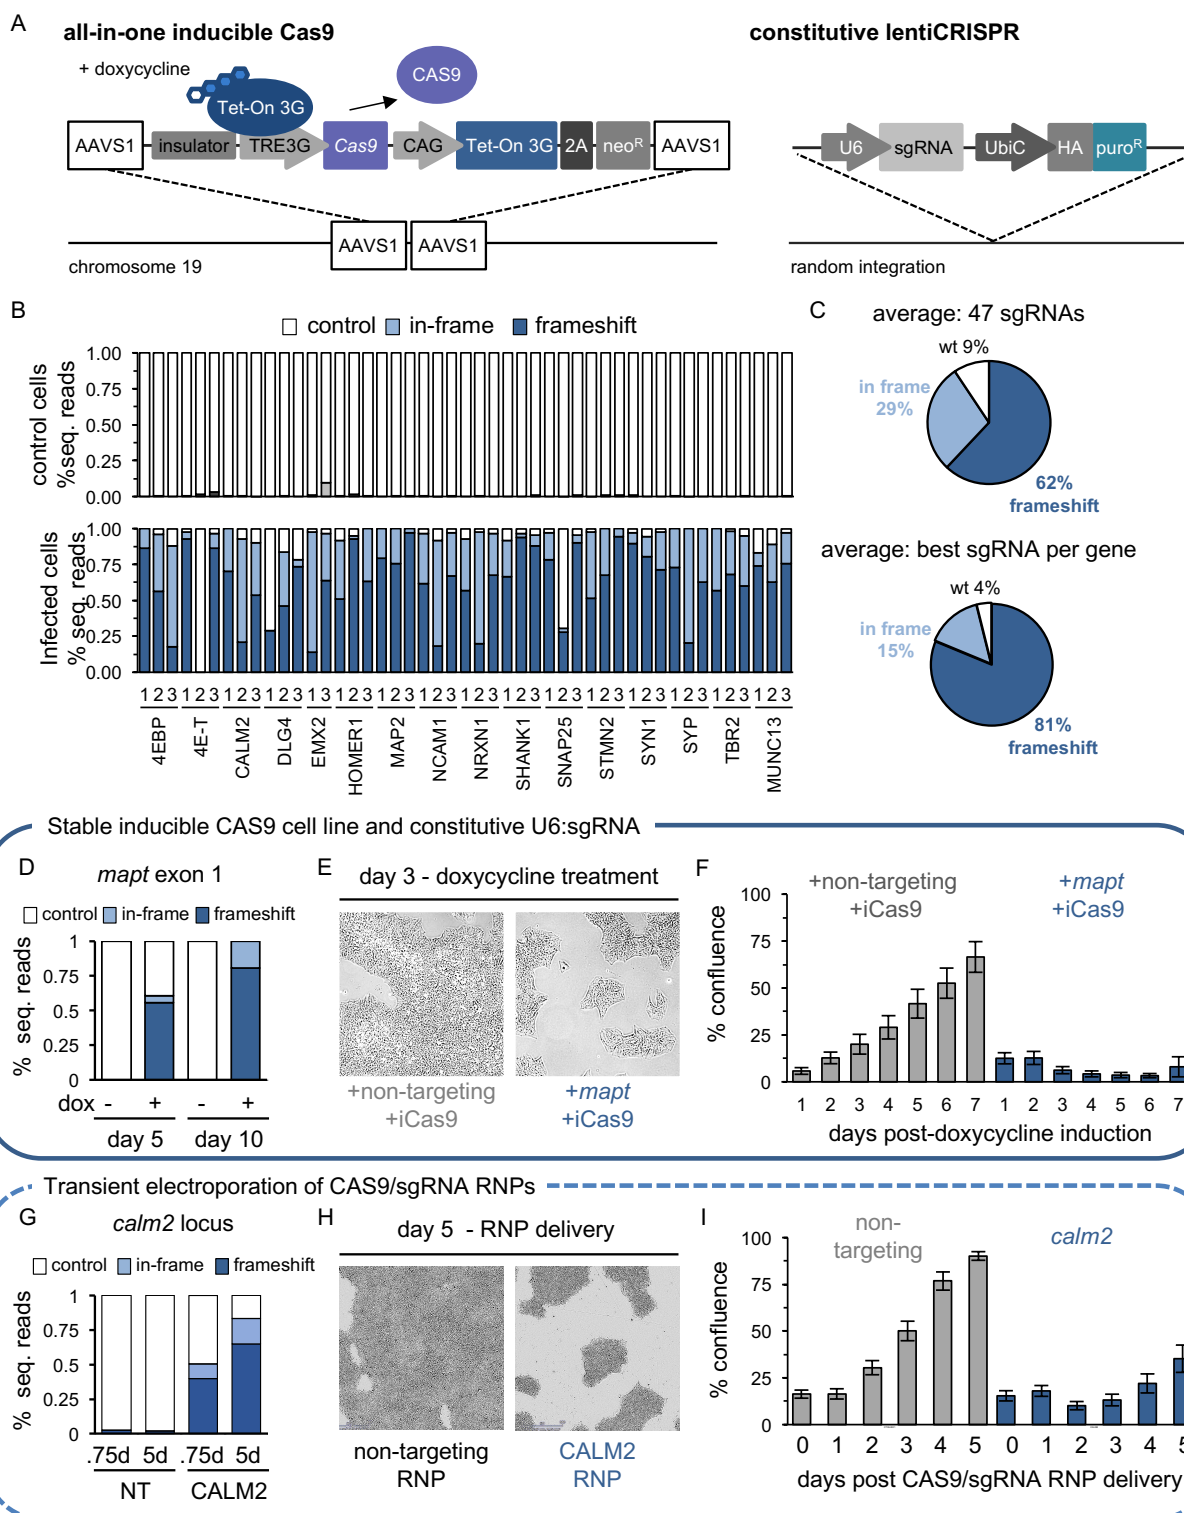 A
all-in-one inducible Cas9
constitutive lentiCRISPR
+ doxycycline
CAS9
Tet-On 3G
AAVS1 insulator TRE3G Cas9 CAG Tet-On 3G 2A neoR AAVS1
U6 sgRNA UbiC HA puroR
AAVS1 AAVS1
chromosome 19
random integration
B
control in-frame frameshift
control cells
%seq. reads
1.00
0.75
0.50
0.25
0.00
Infected cells
% seq. reads
1.00
0.75
0.50
0.25
0.00
1 2 3 1 2 3 1 2 3 1 2 3 1 3 1 2 3 1 2 3 1 2 3 1 2 3 1 2 3 1 2 3 1 2 3 1 2 3 1 2 3 1 2 3 1 2 3
4EBP 4E-T CALM2 DLG4 EMX2 HOMER1 MAP2 NCAM1 NRXN1 SHANK1 SNAP25 STMN2 SYN1 SYP TBR2 MUNC13
C
average: 47 sgRNAs
wt 9%
in frame
29%
62%
frameshift
average: best sgRNA per gene
wt 4%
in frame
15%
81%
frameshift
Stable inducible CAS9 cell line and constitutive U6:sgRNA
D
mapt exon 1
control in-frame frameshift
% seq. reads
1
0.75
0.5
0.25
0
dox - + - +
day 5 day 10
E
day 3 - doxycycline treatment
+non-targeting
+iCas9
+mapt
+iCas9
F
+non-targeting
+iCas9
+mapt
+iCas9
% confluence
100
75
50
25
0
1 2 3 4 5 6 7 1 2 3 4 5 6 7
days post-doxycycline induction
Transient electroporation of CAS9/sgRNA RNPs
G
calm2 locus
control in-frame frameshift
% seq. reads
1
0.75
0.5
0.25
0
.75d 5d .75d 5d
NT CALM2
H
day 5 - RNP delivery
non-targeting
RNP
CALM2
RNP
I
non-
targeting
calm2
% confluence
100
75
50
25
0
0 1 2 3 4 5 0 1 2 3 4 5
days post CAS9/sgRNA RNP delivery